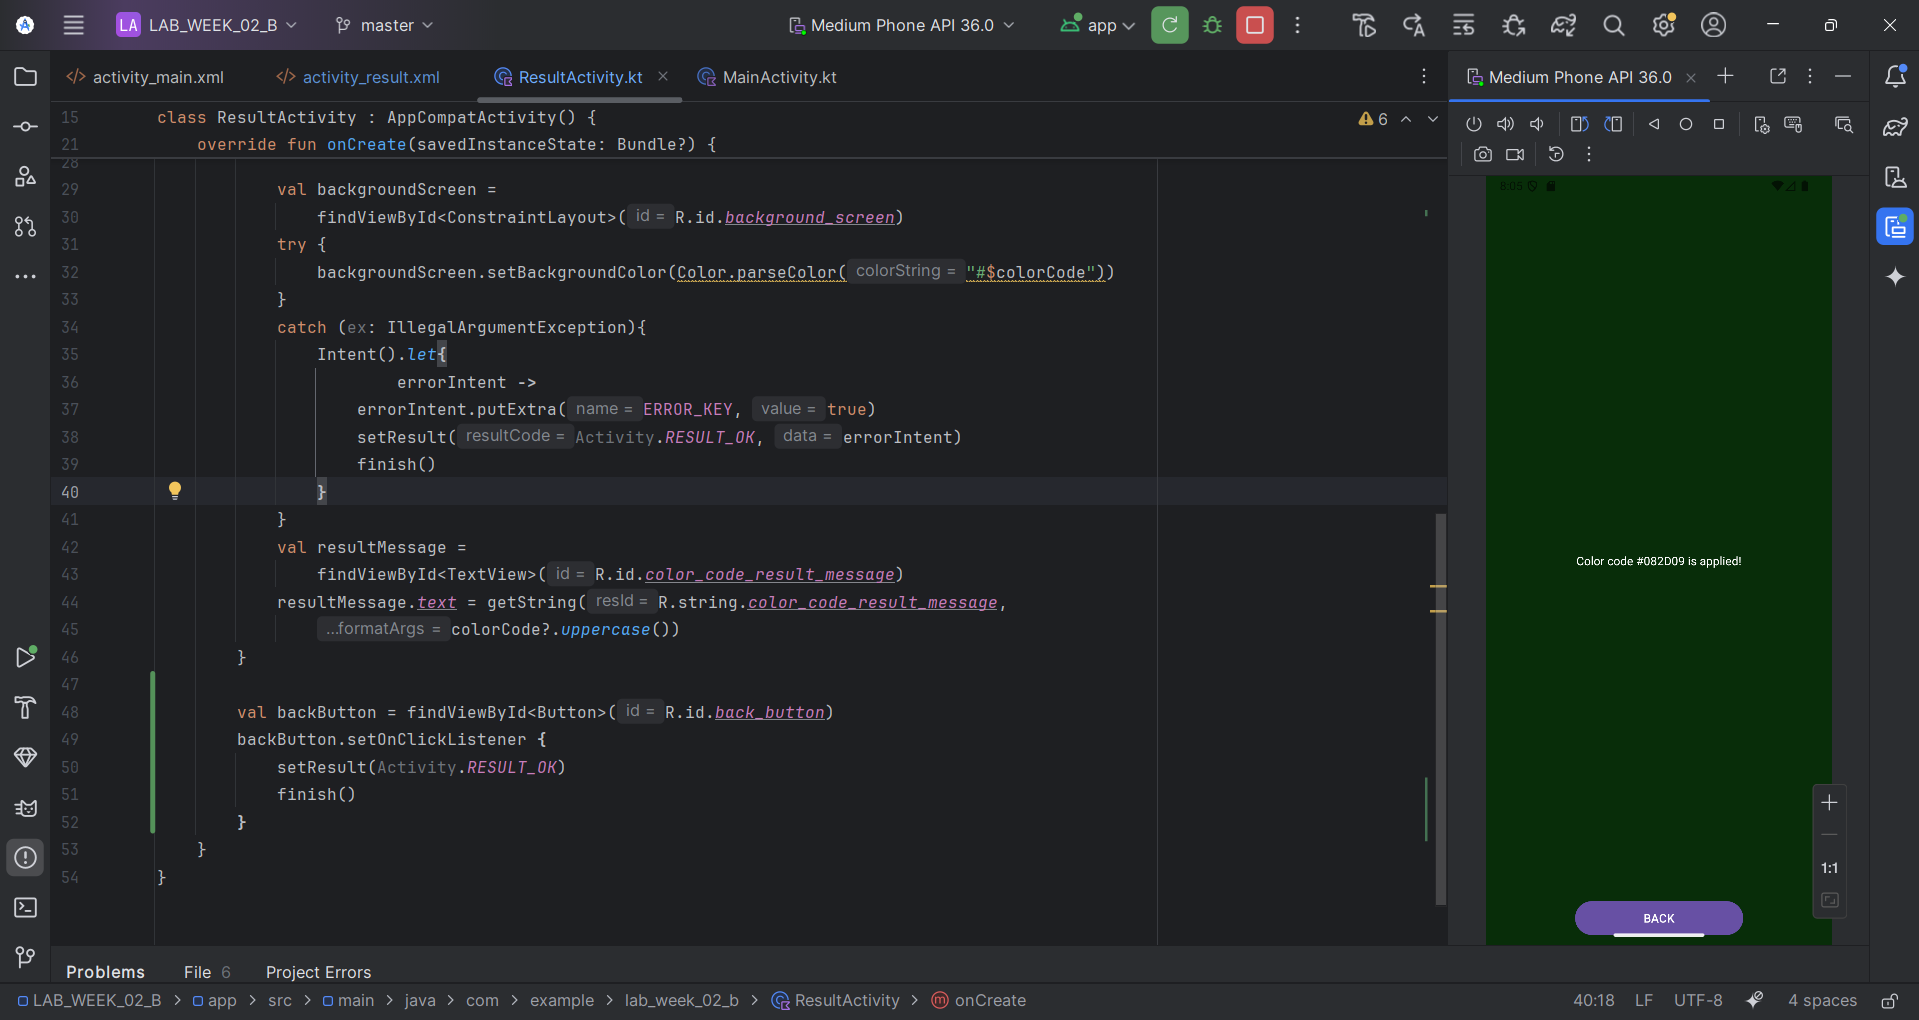 LA LAB_WEEK_02_B master Medium Phone API 36.0 app
activity_main.xml activity_result.xml ResultActivity.kt MainActivity.kt Medium Phone API 36.0
15 class ResultActivity : AppCompatActivity() { 6
21 override fun onCreate(savedInstanceState: Bundle?) {
28
29 val backgroundScreen =
30 findViewById<ConstraintLayout>( id = R.id.background_screen)
31 try {
32 backgroundScreen.setBackgroundColor(Color.parseColor( colorString = "#$colorCode"))
33 }
34 catch (ex: IllegalArgumentException){
35 Intent().let{
36 errorIntent ->
37 errorIntent.putExtra( name = ERROR_KEY, value = true)
38 setResult( resultCode = Activity.RESULT_OK, data = errorIntent)
39 finish()
40 }
41 }
42 val resultMessage =
43 findViewById<TextView>( id = R.id.color_code_result_message)
44 resultMessage.text = getString( resId = R.string.color_code_result_message,
45 ...formatArgs = colorCode?.uppercase())
46 }
47
48 val backButton = findViewById<Button>( id = R.id.back_button)
49 backButton.setOnClickListener {
50 setResult(Activity.RESULT_OK)
51 finish()
52 }
53 }
54 }
8:05
Color code #082D09 is applied!
1:1
BACK
Problems File 6 Project Errors
LAB_WEEK_02_B > app > src > main > java > com > example > lab_week_02_b > ResultActivity > onCreate 40:18 LF UTF-8 4 spaces